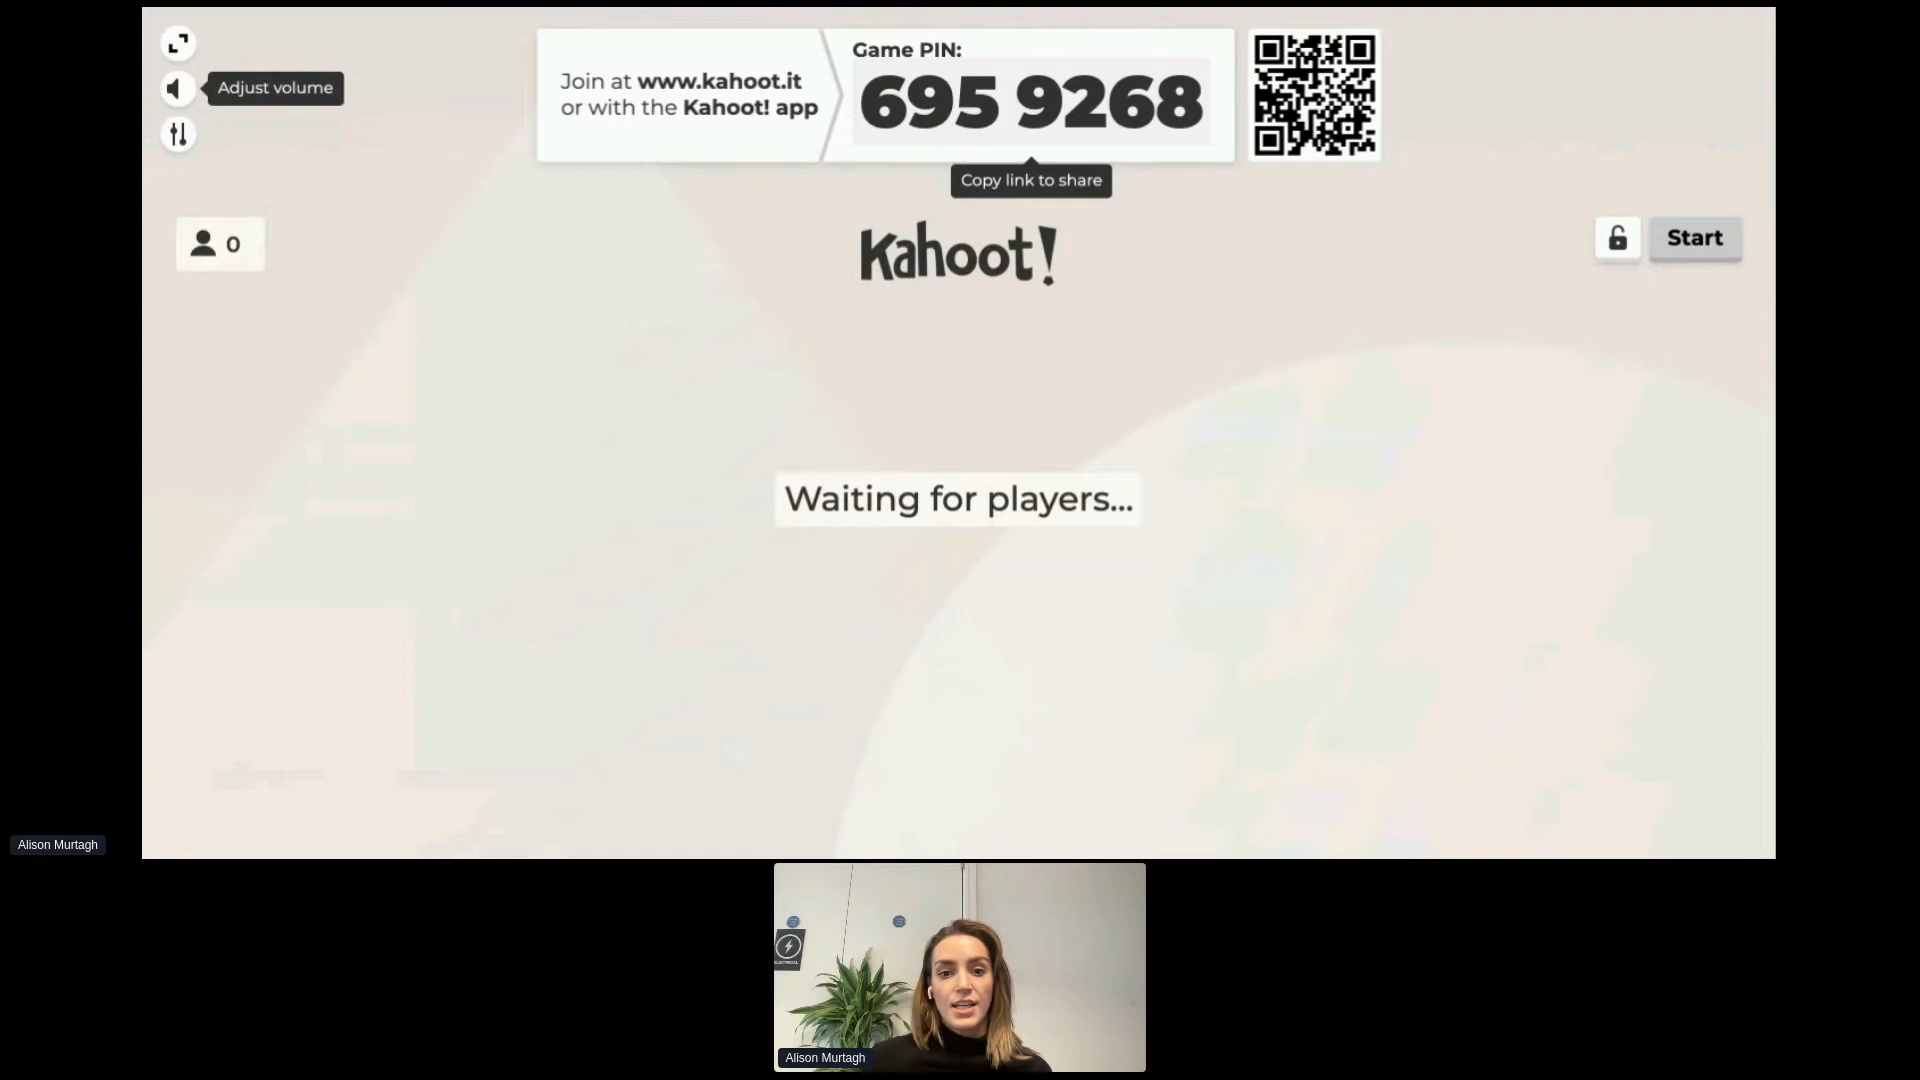 Adjust volume
Join at www.kahoot.it
or with the Kahoot! app
Game PIN:
695 9268
Copy link to share
0
Kahoot!
Start
Waiting for players...
Alison Murtagh
ELECTRICAL
Alison Murtagh